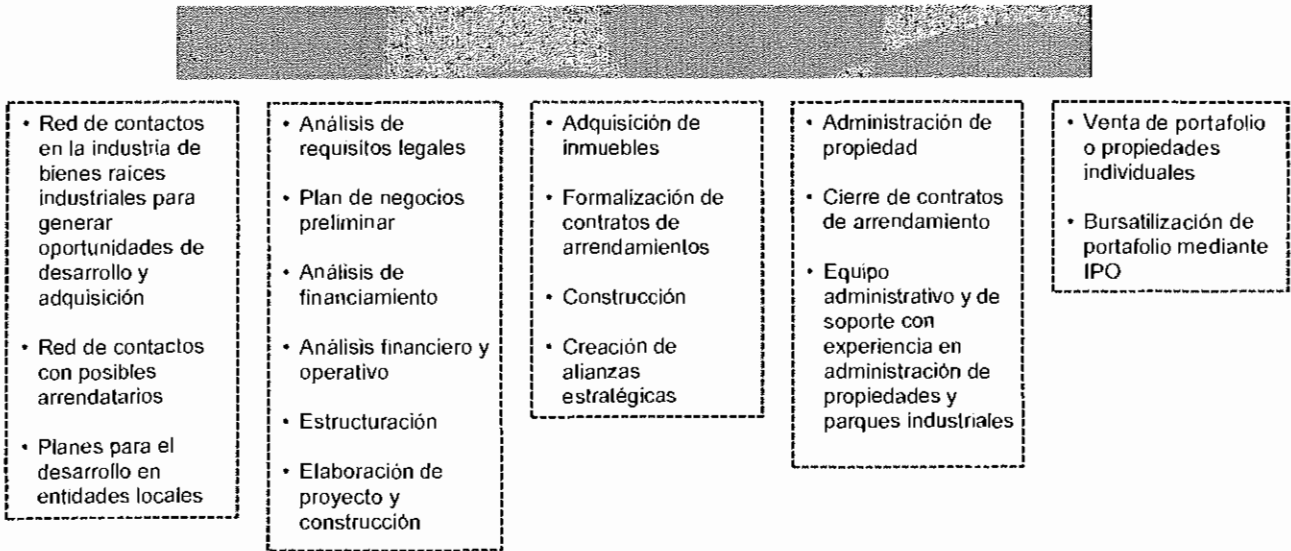 • Red de contactos
en la industria de
bienes raíces
industriales para
generar
oportunidades de
desarrollo y
adquisición
• Red de contactos
con posibles
arrendatarios
• Planes para el
desarrollo en
entidades locales
• Análisis de
requisitos legales
• Plan de negocios
preliminar
• Análisis de
financiamiento
• Análisis financiero y
operativo
• Estructuración
• Elaboración de
proyecto y
construcción
• Adquisición de
inmuebles
• Formalización de
contratos de
arrendamientos
• Construcción
• Creación de
alianzas
estratégicas
• Administración de
propiedad
• Cierre de contratos
de arrendamiento
• Equipo
administrativo y de
soporte con
experiencia en
administración de
propiedades y
parques industriales
• Venta de portafolio
o propiedades
individuales
• Bursatilización de
portafolio mediante
IPO